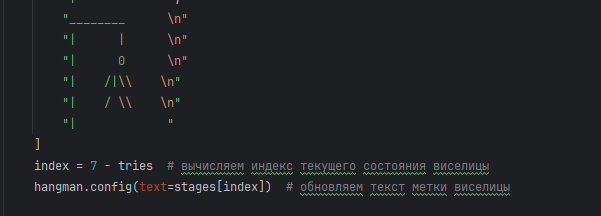 "________      \n"
"|      |      \n"
"|      0      \n"
"|    /|\\    \n"
"|    / \\    \n"
"|             "
]
index = 7 - tries  # вычисляем индекс текущего состояния виселицы
hangman.config(text=stages[index])  # обновляем текст метки виселицы